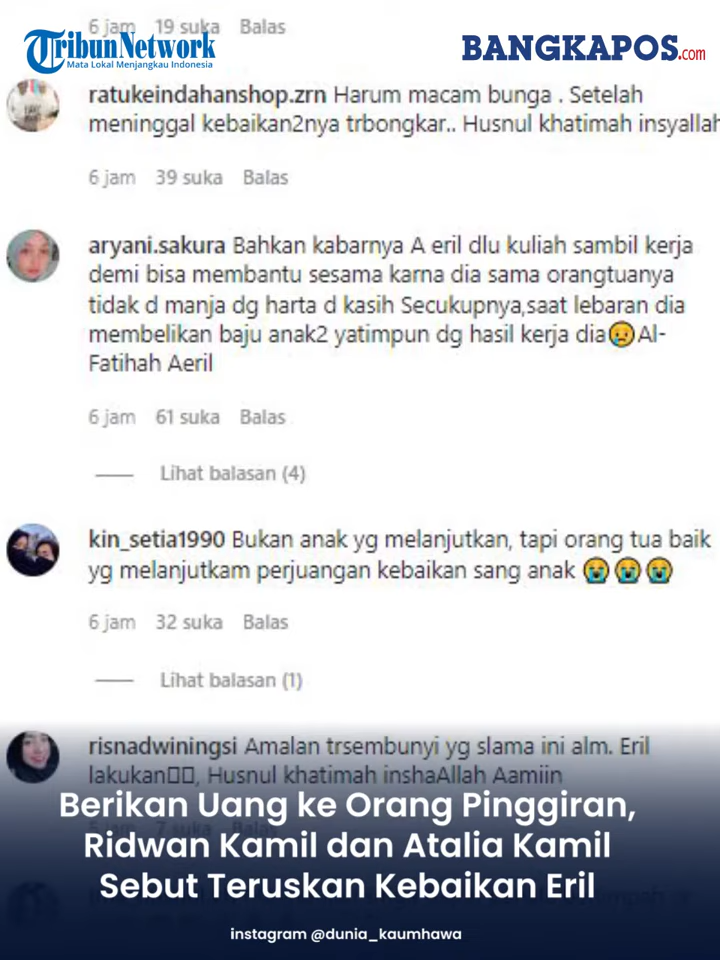 6 jam 19 suka Balas
TribunNetwork
Mata Lokal Menjangkau Indonesia
BANGKAPOS.com
ratukeindahanshop.zrn Harum macam bunga . Setelah
meninggal kebaikan2nya trbongkar.. Husnul khatimah insyallah
6 jam 39 suka Balas
aryani.sakura Bahkan kabarnya A eril dlu kuliah sambil kerja
demi bisa membantu sesama karna dia sama orangtuanya
tidak d manja dg harta d kasih Secukupnya,saat lebaran dia
membelikan baju anak2 yatimpun dg hasil kerja dia😢Al-
Fatihah Aeril
6 jam 61 suka Balas
Lihat balasan (4)
kin_setia1990 Bukan anak yg melanjutkan, tapi orang tua baik
yg melanjutkam perjuangan kebaikan sang anak 😭😭😭
6 jam 32 suka Balas
Lihat balasan (1)
risnadwiningsi Amalan trsembunyi yg slama ini alm. Eril
lakukan▯▯, Husnul khatimah inshaAllah Aamiin
Berikan Uang ke Orang Pinggiran,
6 jam 7 suka Balas
Ridwan Kamil dan Atalia Kamil
Sebut Teruskan Kebaikan Eril
instagram @dunia_kaumhawa